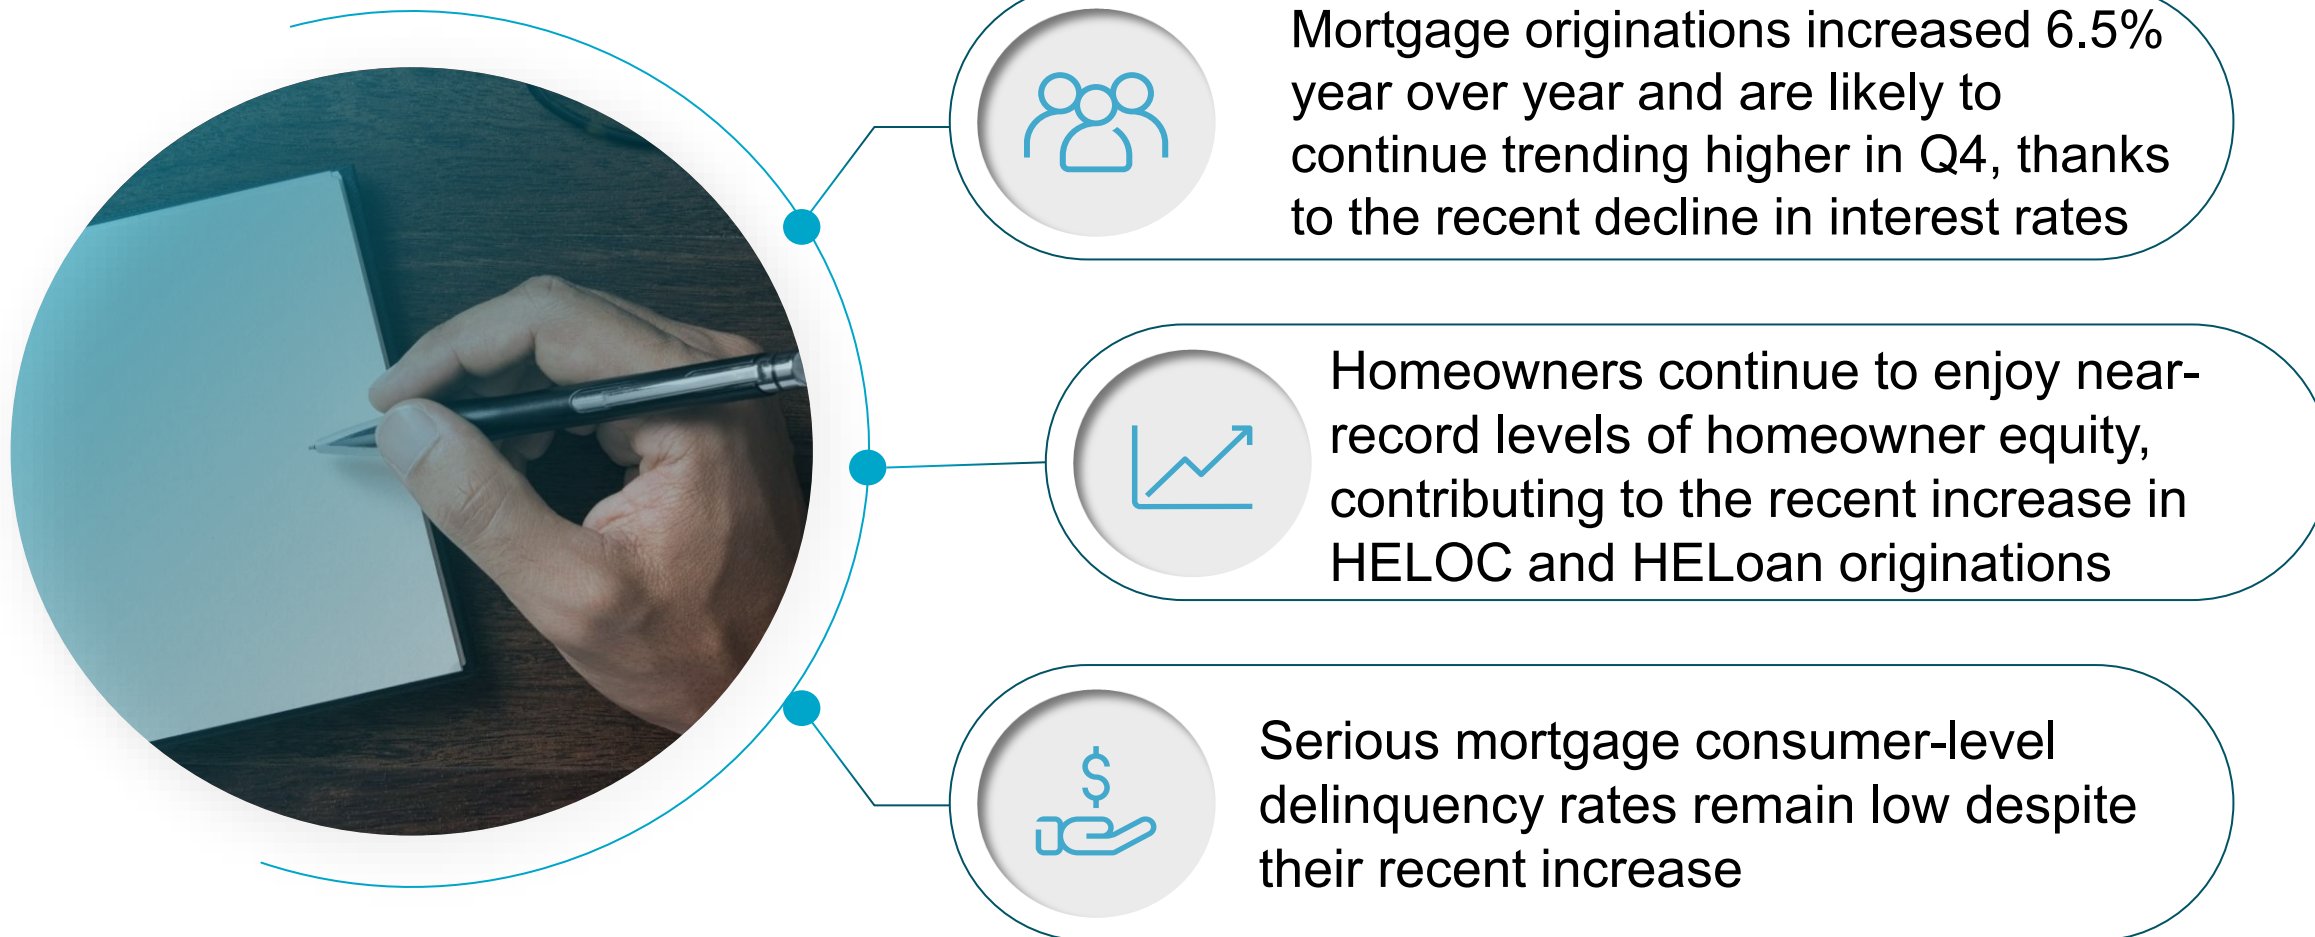 Mortgage originations increased 6.5%
year over year and are likely to
continue trending higher in Q4, thanks
to the recent decline in interest rates
Homeowners continue to enjoy near-
record levels of homeowner equity,
contributing to the recent increase in
HELOC and HELoan originations
$
Serious mortgage consumer-level
delinquency rates remain low despite
their recent increase